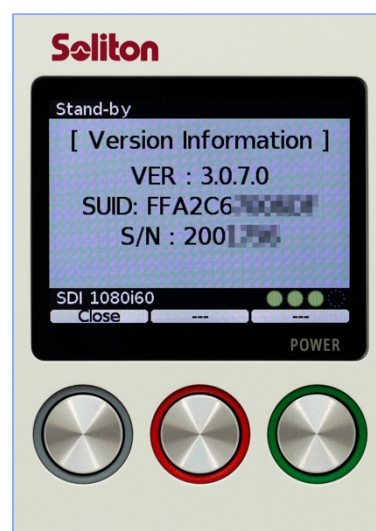 Soliton
Stand-by
[ Version Information ]
VER : 3.0.7.0
SUID: FFA2C6
S/N : 200
SDI 1080i60
Close --- ---
POWER